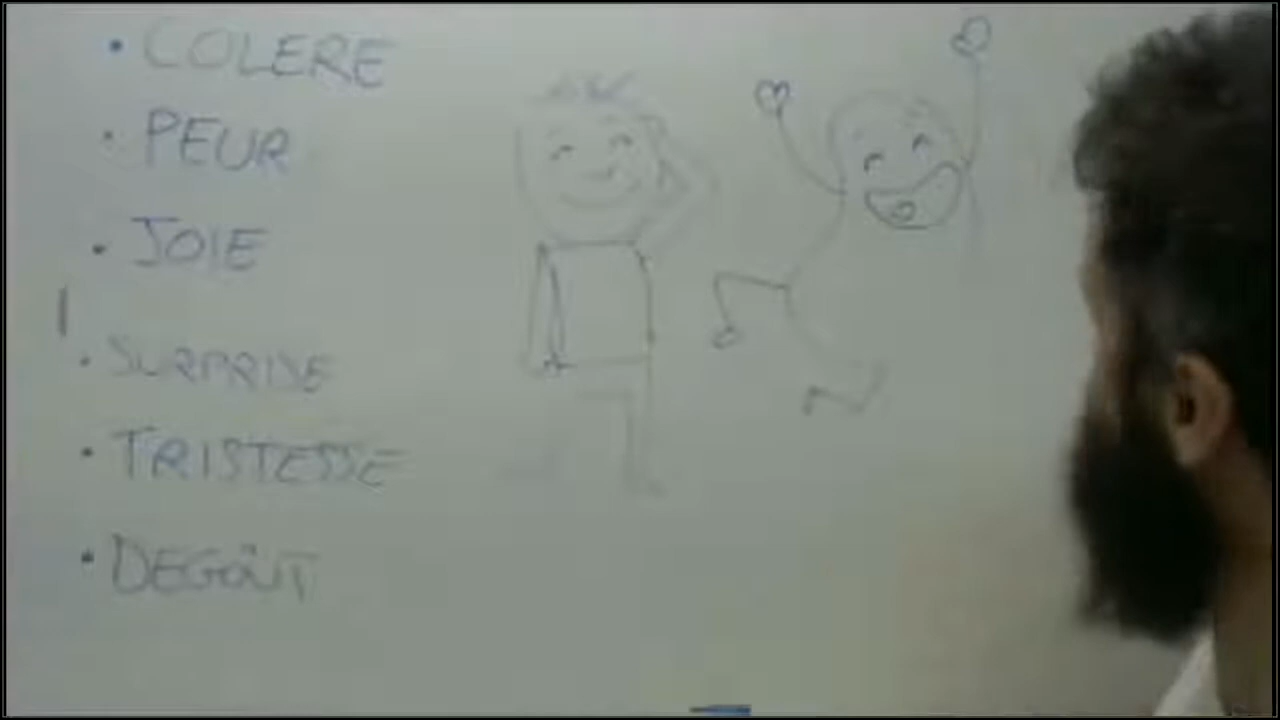 • COLERE
• PEUR
• JOIE
• SURPRISE
• TRISTESSE
• DEGOÛT